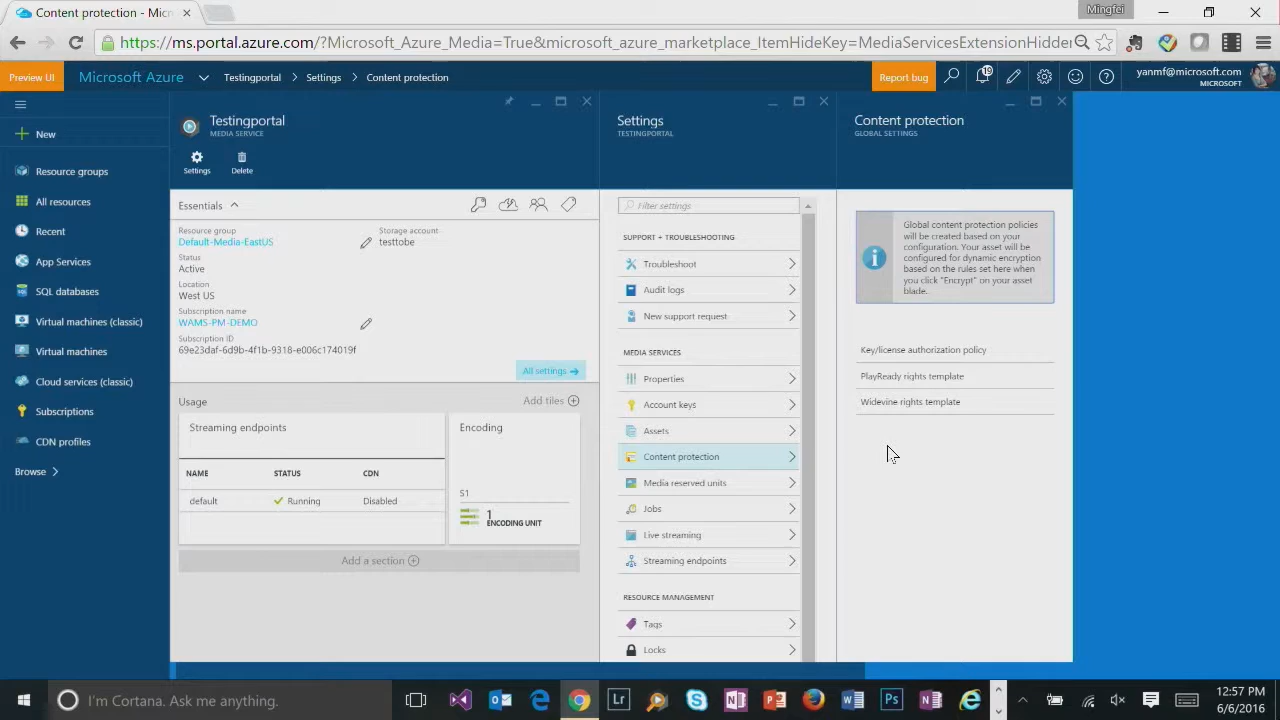 Content protection - Micr
Mingfei
https://ms.portal.azure.com/?Microsoft_Azure_Media=True&microsoft_azure_marketplace_ItemHideKey=MediaServicesExtensionHidden
Preview UI
Microsoft Azure
Testingportal > Settings > Content protection
Report bug
19
yanmf@microsoft.com
MICROSOFT
New
Resource groups
All resources
Recent
App Services
SQL databases
Virtual machines (classic)
Virtual machines
Cloud services (classic)
Subscriptions
CDN profiles
Browse >
Testingportal
MEDIA SERVICE
Settings
Delete
Essentials
Resource group
Default-Media-EastUS
Storage account
testtobe
Status
Active
Location
West US
Subscription name
WAMS-PM-DEMO
Subscription ID
69e23daf-6d9b-4f1b-9318-e006c174019f
All settings →
Usage
Add tiles
Streaming endpoints
NAME STATUS CDN
default Running Disabled
Encoding
S1
1
ENCODING UNIT
Add a section
Settings
TESTINGPORTAL
Filter settings
SUPPORT + TROUBLESHOOTING
Troubleshoot
Audit logs
New support request
MEDIA SERVICES
Properties
Account keys
Assets
Content protection
Media reserved units
Jobs
Live streaming
Streaming endpoints
RESOURCE MANAGEMENT
Tags
Locks
Content protection
GLOBAL SETTINGS
Global content protection policies
will be created based on your
configuration. Your asset will be
configured for dynamic encryption
based on the rules set here when
you click "Encrypt" on your asset
blade.
Key/license authorization policy
PlayReady rights template
Widevine rights template
I'm Cortana. Ask me anything.
Lr
Ps
12:57 PM
6/6/2016